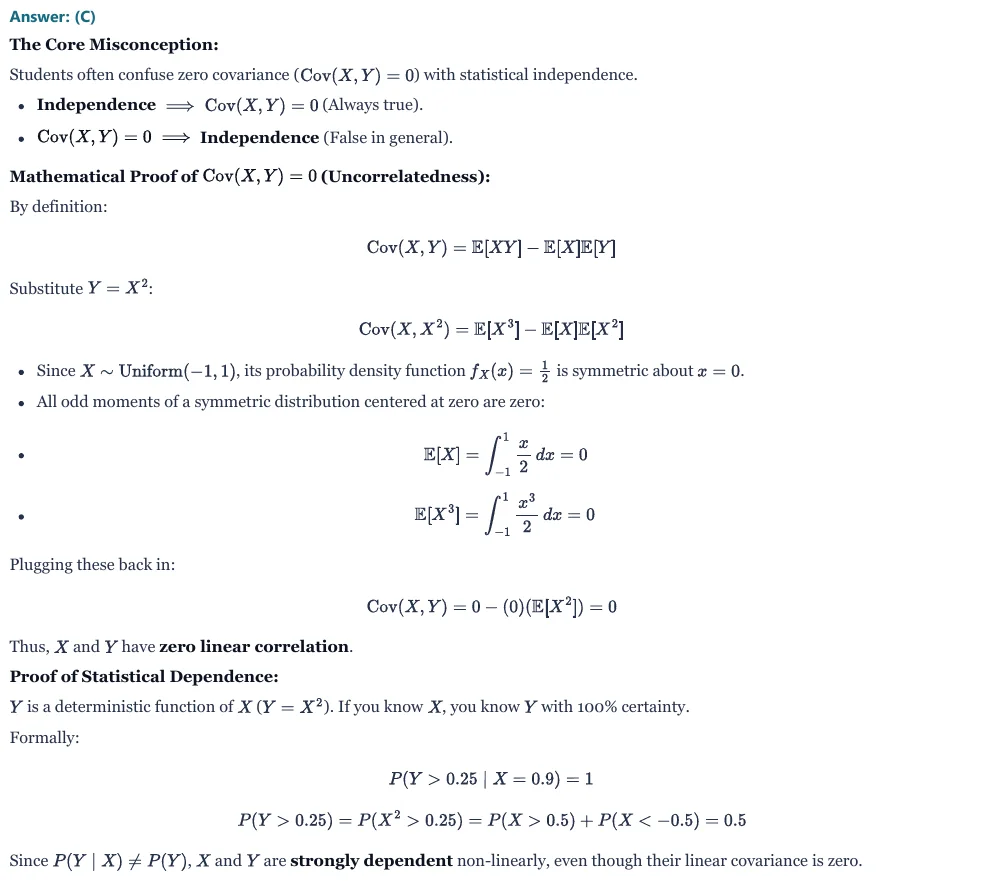 Answer: (C)
The Core Misconception:
Students often confuse zero covariance (Cov(X, Y) = 0) with statistical independence.
• Independence ⟹ Cov(X, Y) = 0 (Always true).
• Cov(X, Y) = 0 ⟹ Independence (False in general).
Mathematical Proof of Cov(X, Y) = 0 (Uncorrelatedness):
By definition:
Cov(X, Y) = 𝔼[XY] − 𝔼[X]𝔼[Y]
Substitute Y = X²:
Cov(X, X²) = 𝔼[X³] − 𝔼[X]𝔼[X²]
• Since X ∼ Uniform(−1, 1), its probability density function f_X(x) = 1/2 is symmetric about x = 0.
• All odd moments of a symmetric distribution centered at zero are zero:
• 𝔼[X] = ∫_{−1}^{1} x/2 dx = 0
• 𝔼[X³] = ∫_{−1}^{1} x³/2 dx = 0
Plugging these back in:
Cov(X, Y) = 0 − (0)(𝔼[X²]) = 0
Thus, X and Y have zero linear correlation.
Proof of Statistical Dependence:
Y is a deterministic function of X (Y = X²). If you know X, you know Y with 100% certainty.
Formally:
P(Y > 0.25 | X = 0.9) = 1
P(Y > 0.25) = P(X² > 0.25) = P(X > 0.5) + P(X < −0.5) = 0.5
Since P(Y | X) ≠ P(Y), X and Y are strongly dependent non-linearly, even though their linear covariance is zero.